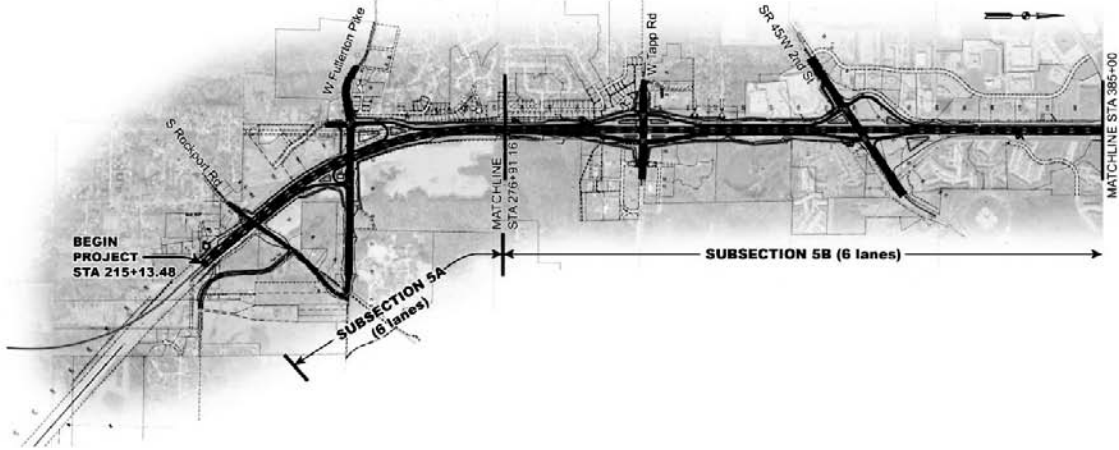 W Fullerton Pike
S Rockport Rd
W Tapp Rd
SR 45/W 2nd St
BEGIN
PROJECT
STA 215+13.48
MATCHLINE
STA 276+91.16
MATCHLINE STA 385+00
SUBSECTION 5A
(6 lanes)
SUBSECTION 5B (6 lanes)